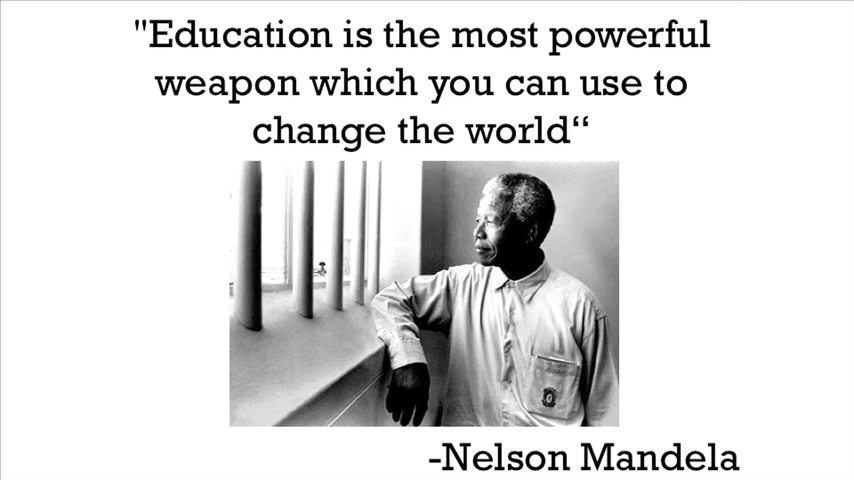 "Education is the most powerful
weapon which you can use to
change the world“
-Nelson Mandela